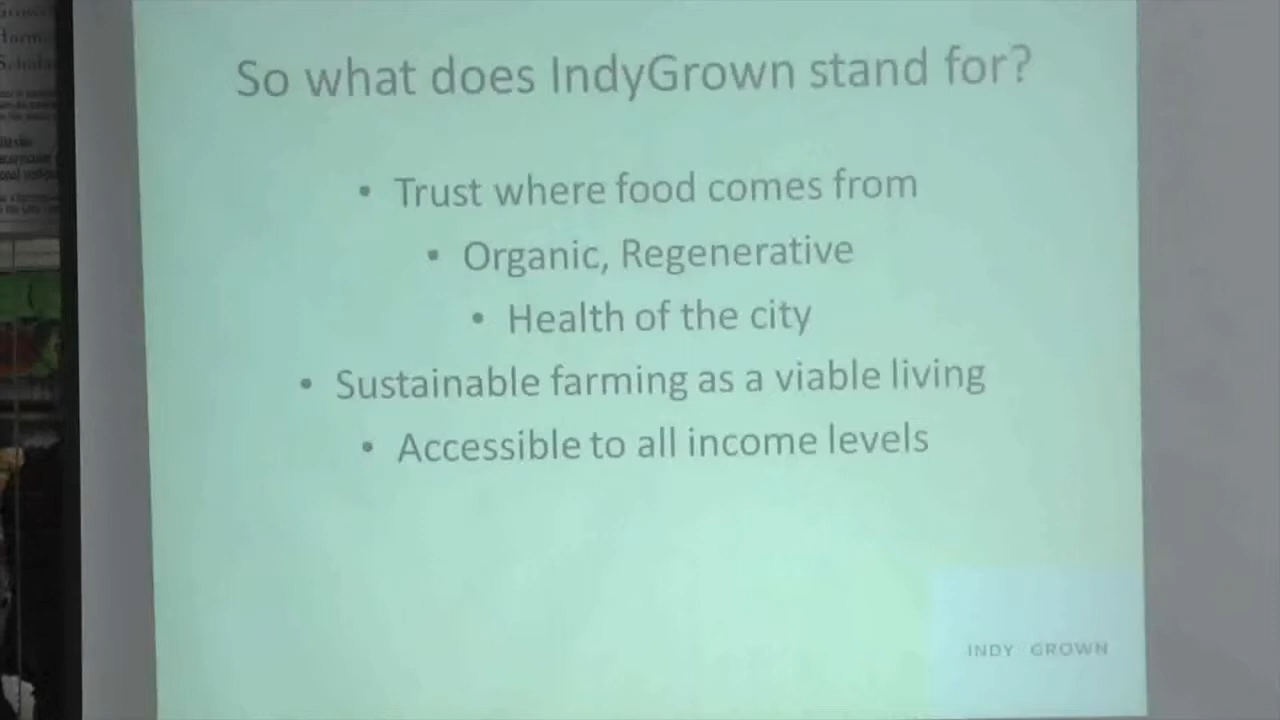 So what does IndyGrown stand for?
• Trust where food comes from
• Organic, Regenerative
• Health of the city
• Sustainable farming as a viable living
• Accessible to all income levels
INDY GROWN